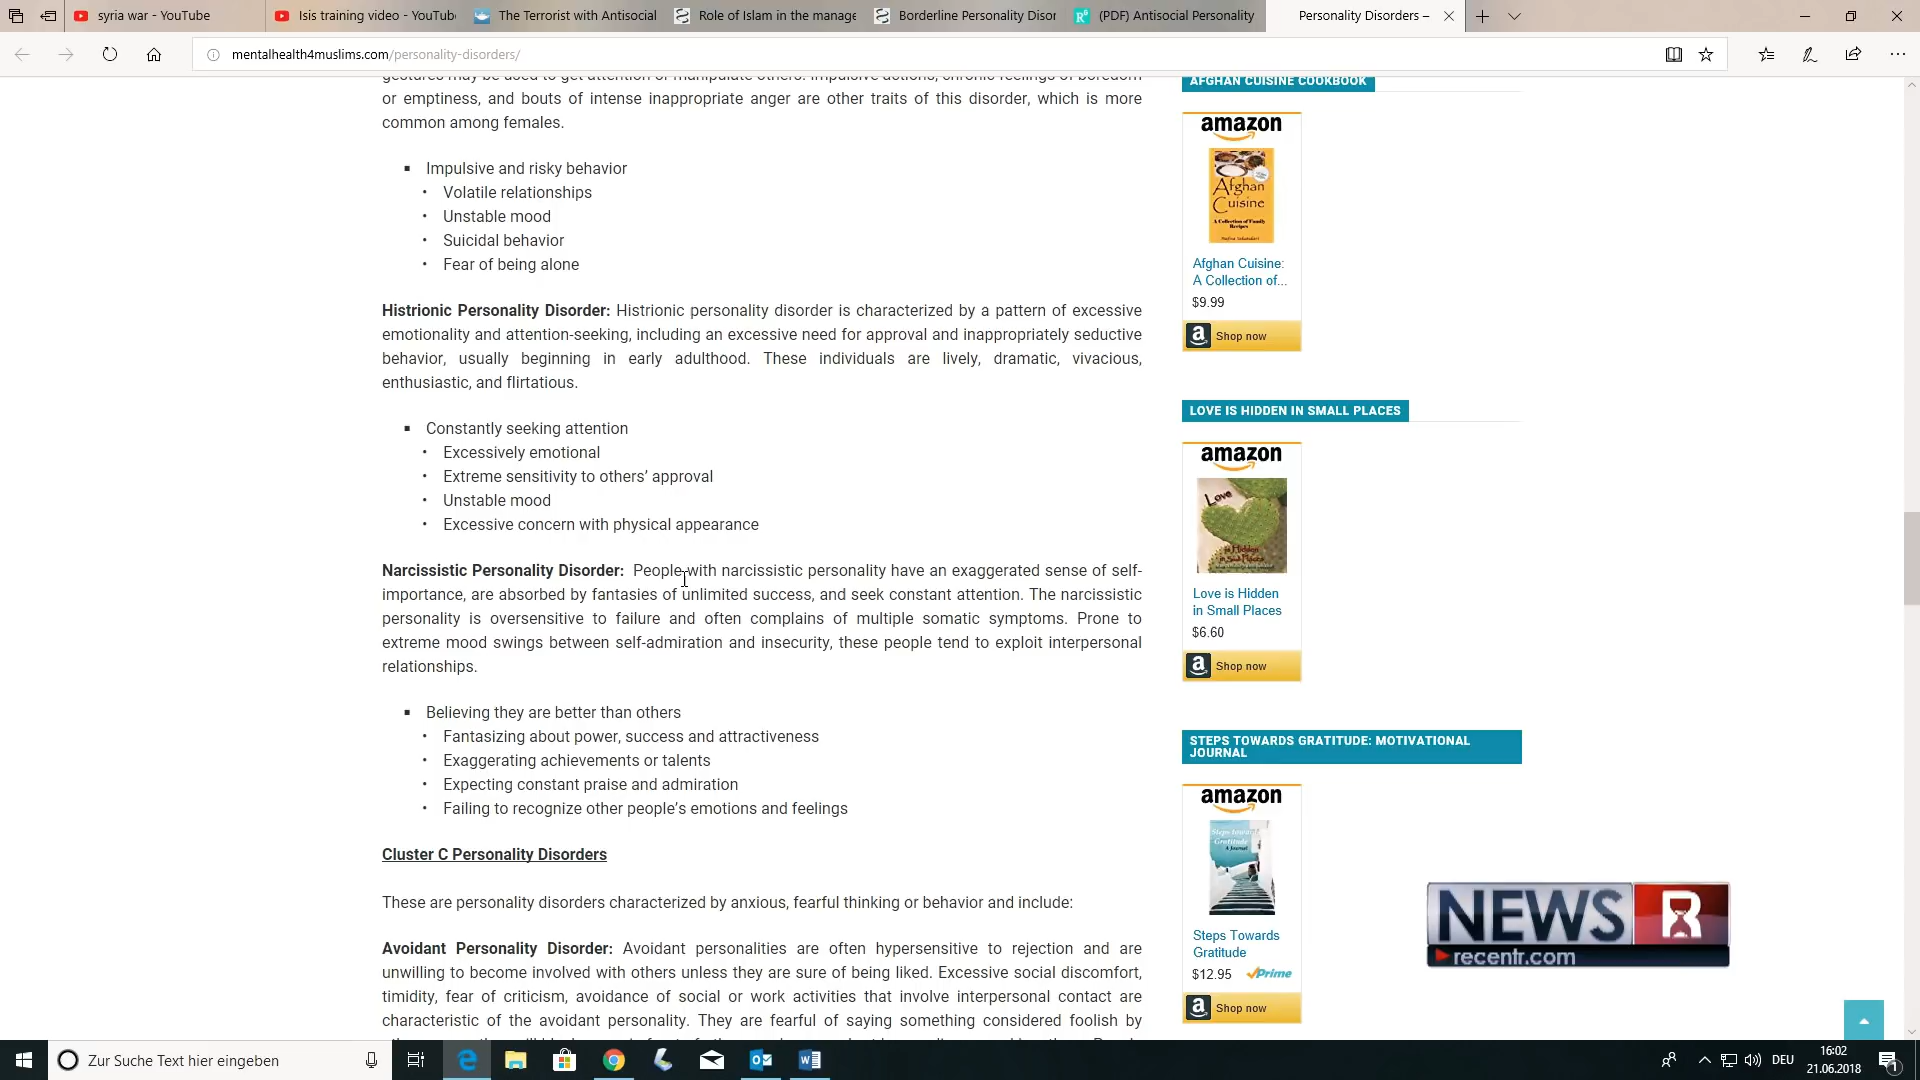 syria war - YouTube
Isis training video - YouTub
The Terrorist with Antisocial
Role of Islam in the manage
Borderline Personality Disor
(PDF) Antisocial Personality
Personality Disorders –
mentalhealth4muslims.com/personality-disorders/
gestures may be used to get attention or manipulate others. Impulsive actions, chronic feelings of boredom
or emptiness, and bouts of intense inappropriate anger are other traits of this disorder, which is more
common among females.
Impulsive and risky behavior
Volatile relationships
Unstable mood
Suicidal behavior
Fear of being alone
Histrionic Personality Disorder: Histrionic personality disorder is characterized by a pattern of excessive
emotionality and attention-seeking, including an excessive need for approval and inappropriately seductive
behavior, usually beginning in early adulthood. These individuals are lively, dramatic, vivacious,
enthusiastic, and flirtatious.
Constantly seeking attention
Excessively emotional
Extreme sensitivity to others’ approval
Unstable mood
Excessive concern with physical appearance
Narcissistic Personality Disorder: People with narcissistic personality have an exaggerated sense of self-
importance, are absorbed by fantasies of unlimited success, and seek constant attention. The narcissistic
personality is oversensitive to failure and often complains of multiple somatic symptoms. Prone to
extreme mood swings between self-admiration and insecurity, these people tend to exploit interpersonal
relationships.
Believing they are better than others
Fantasizing about power, success and attractiveness
Exaggerating achievements or talents
Expecting constant praise and admiration
Failing to recognize other people’s emotions and feelings
Cluster C Personality Disorders
These are personality disorders characterized by anxious, fearful thinking or behavior and include:
Avoidant Personality Disorder: Avoidant personalities are often hypersensitive to rejection and are
unwilling to become involved with others unless they are sure of being liked. Excessive social discomfort,
timidity, fear of criticism, avoidance of social or work activities that involve interpersonal contact are
characteristic of the avoidant personality. They are fearful of saying something considered foolish by
AFGHAN CUISINE COOKBOOK
amazon
Afghan
Cuisine
A Collection of Family
Recipes
Afghan Cuisine:
A Collection of...
$9.99
Shop now
LOVE IS HIDDEN IN SMALL PLACES
amazon
Love
is Hidden
in Small Places
Love is Hidden
in Small Places
$6.60
Shop now
STEPS TOWARDS GRATITUDE: MOTIVATIONAL
JOURNAL
amazon
Steps toward
Gratitude
A Journal
Steps Towards
Gratitude
$12.95 Prime
Shop now
NEWS R
recentr.com
Zur Suche Text hier eingeben
DEU
16:02
21.06.2018
1